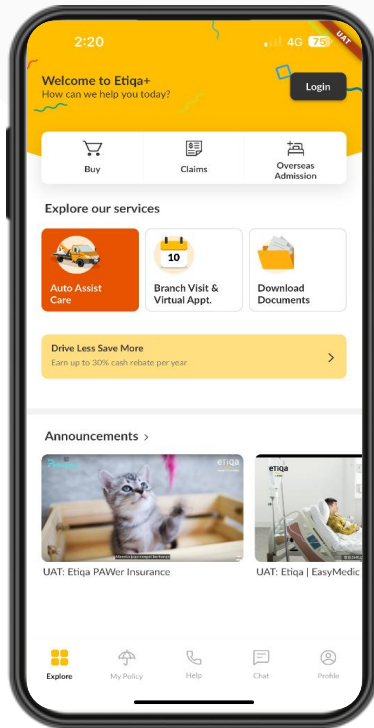 2:20
4G 75
UAT
Welcome to Etiqa+
How can we help you today?
Login
Buy
Claims
Overseas
Admission
Explore our services
10
Auto Assist
Care
Branch Visit &
Virtual Appt.
Download
Documents
Drive Less Save More
Earn up to 30% cash rebate per year
Announcements >
etiqa
etiqa
UAT: Etiqa PAWer Insurance
UAT: Etiqa | EasyMedic
Explore
My Policy
Help
Chat
Profile